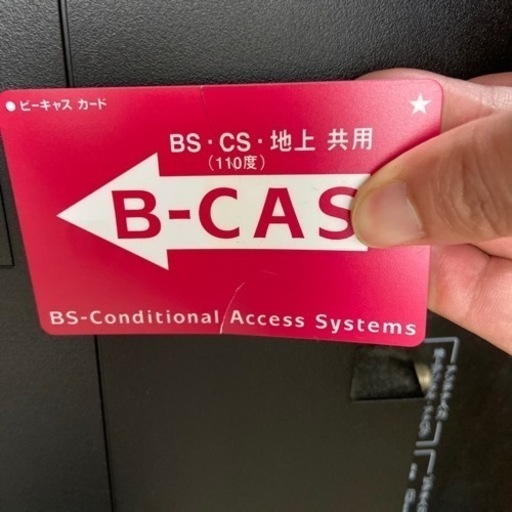 ● ビーキャス カード
★
BS・CS・地上 共用
(110度)
B-CAS
BS-Conditional Access Systems